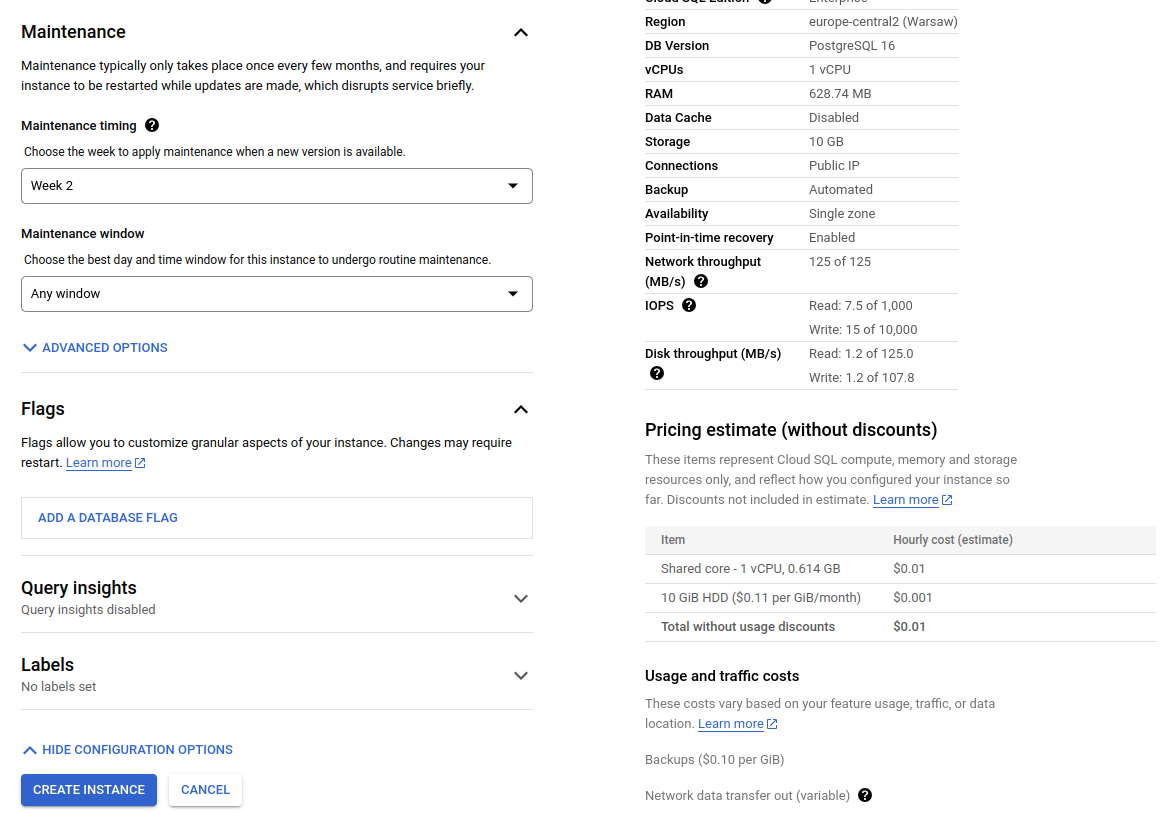 Maintenance
Maintenance typically only takes place once every few months, and requires your
instance to be restarted while updates are made, which disrupts service briefly.
Maintenance timing
Choose the week to apply maintenance when a new version is available.
Week 2
Maintenance window
Choose the best day and time window for this instance to undergo routine maintenance.
Any window
ADVANCED OPTIONS
Flags
Flags allow you to customize granular aspects of your instance. Changes may require
restart. Learn more
ADD A DATABASE FLAG
Query insights
Query insights disabled
Labels
No labels set
HIDE CONFIGURATION OPTIONS
CREATE INSTANCE CANCEL
Cloud SQL Edition Enterprise
Region europe-central2 (Warsaw)
DB Version PostgreSQL 16
vCPUs 1 vCPU
RAM 628.74 MB
Data Cache Disabled
Storage 10 GB
Connections Public IP
Backup Automated
Availability Single zone
Point-in-time recovery Enabled
Network throughput 125 of 125
(MB/s)
IOPS Read: 7.5 of 1,000
Write: 15 of 10,000
Disk throughput (MB/s) Read: 1.2 of 125.0
Write: 1.2 of 107.8
Pricing estimate (without discounts)
These items represent Cloud SQL compute, memory and storage
resources only, and reflect how you configured your instance so
far. Discounts not included in estimate. Learn more
Item Hourly cost (estimate)
Shared core - 1 vCPU, 0.614 GB $0.01
10 GiB HDD ($0.11 per GiB/month) $0.001
Total without usage discounts $0.01
Usage and traffic costs
These costs vary based on your feature usage, traffic, or data
location. Learn more
Backups ($0.10 per GiB)
Network data transfer out (variable)